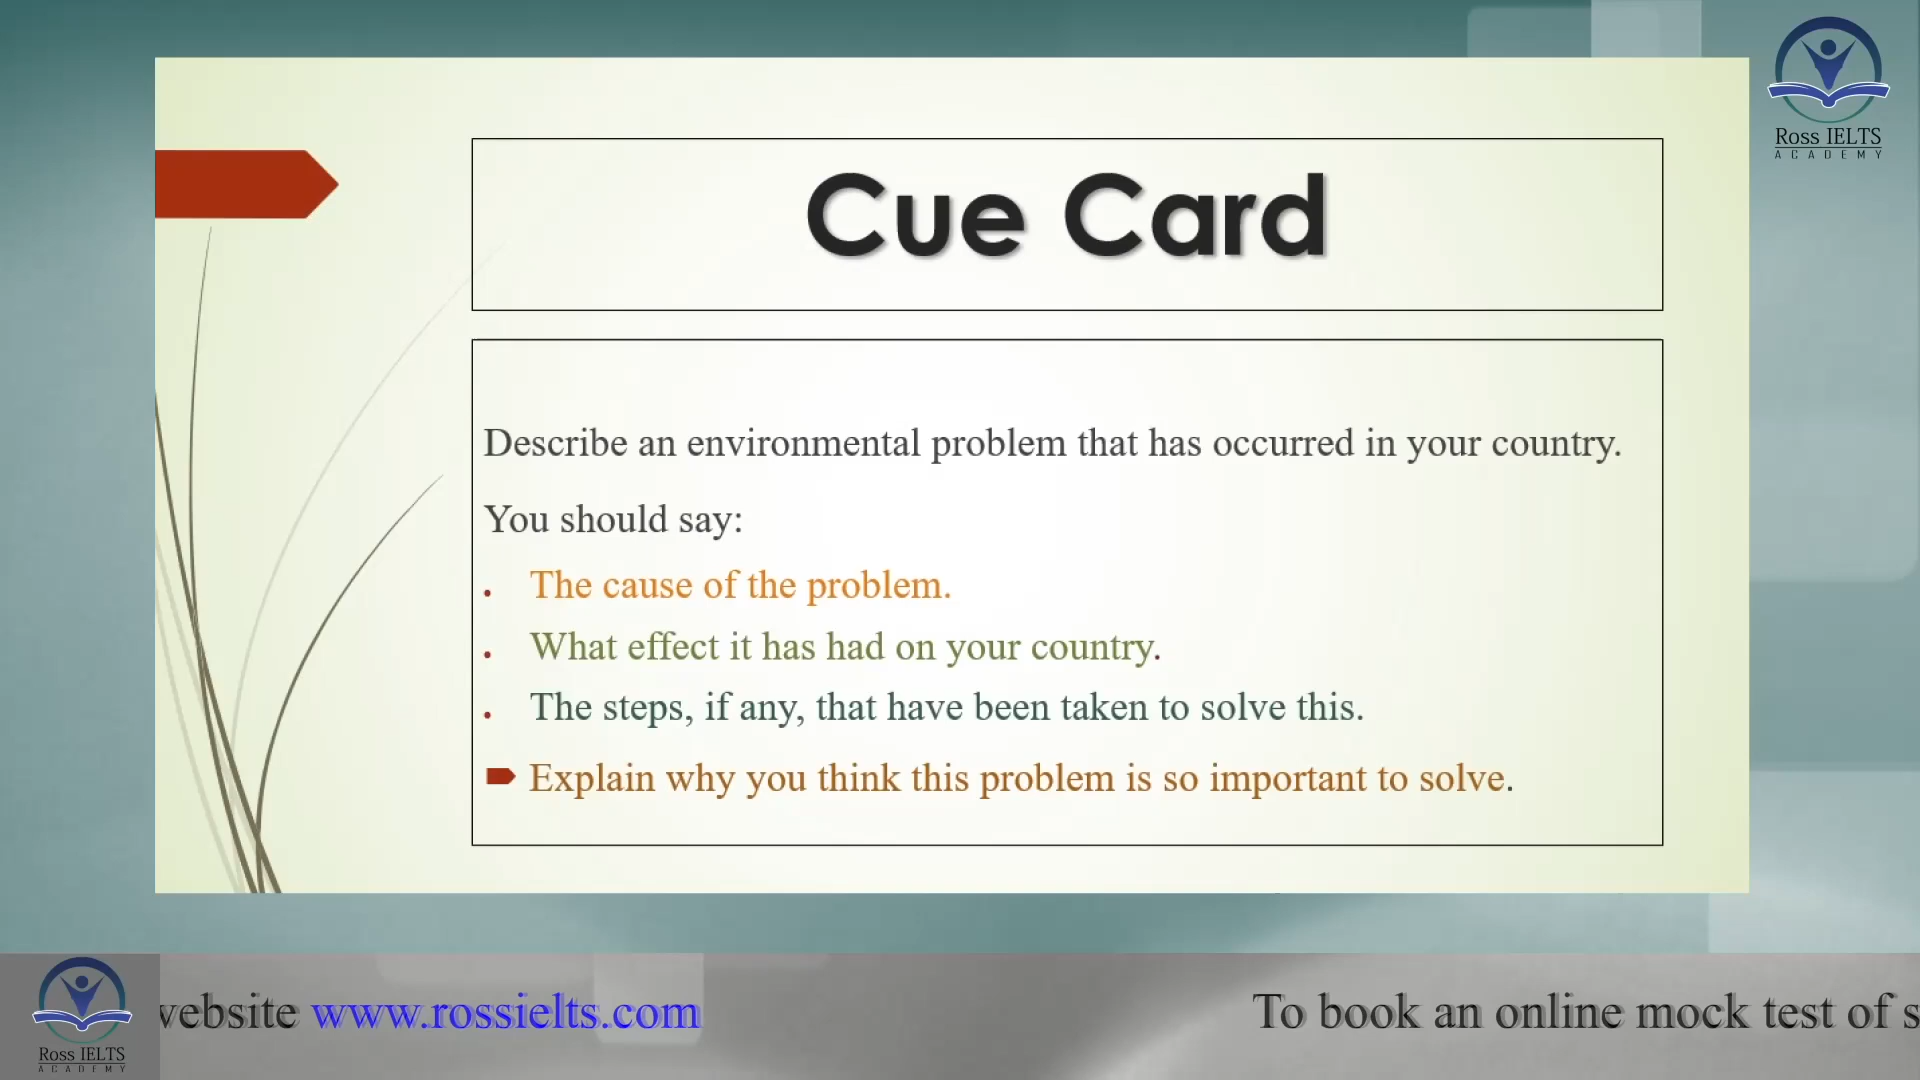 Ross IELTS
ACADEMY
Cue Card
Describe an environmental problem that has occurred in your country.
You should say:
The cause of the problem.
What effect it has had on your country.
The steps, if any, that have been taken to solve this.
Explain why you think this problem is so important to solve.
website www.rossielts.com
To book an online mock test of s
Ross IELTS
ACADEMY